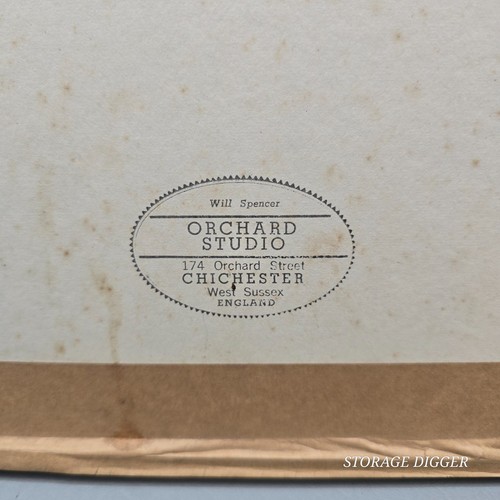 Will Spencer
ORCHARD
STUDIO
174 Orchard Street
CHICHESTER
West Sussex
ENGLAND
STORAGE DIGGER